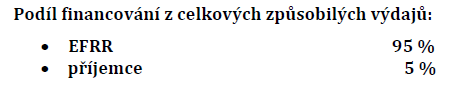 Podíl financování z celkových způsobilých výdajů:
• EFRR 95 %
• příjemce 5 %